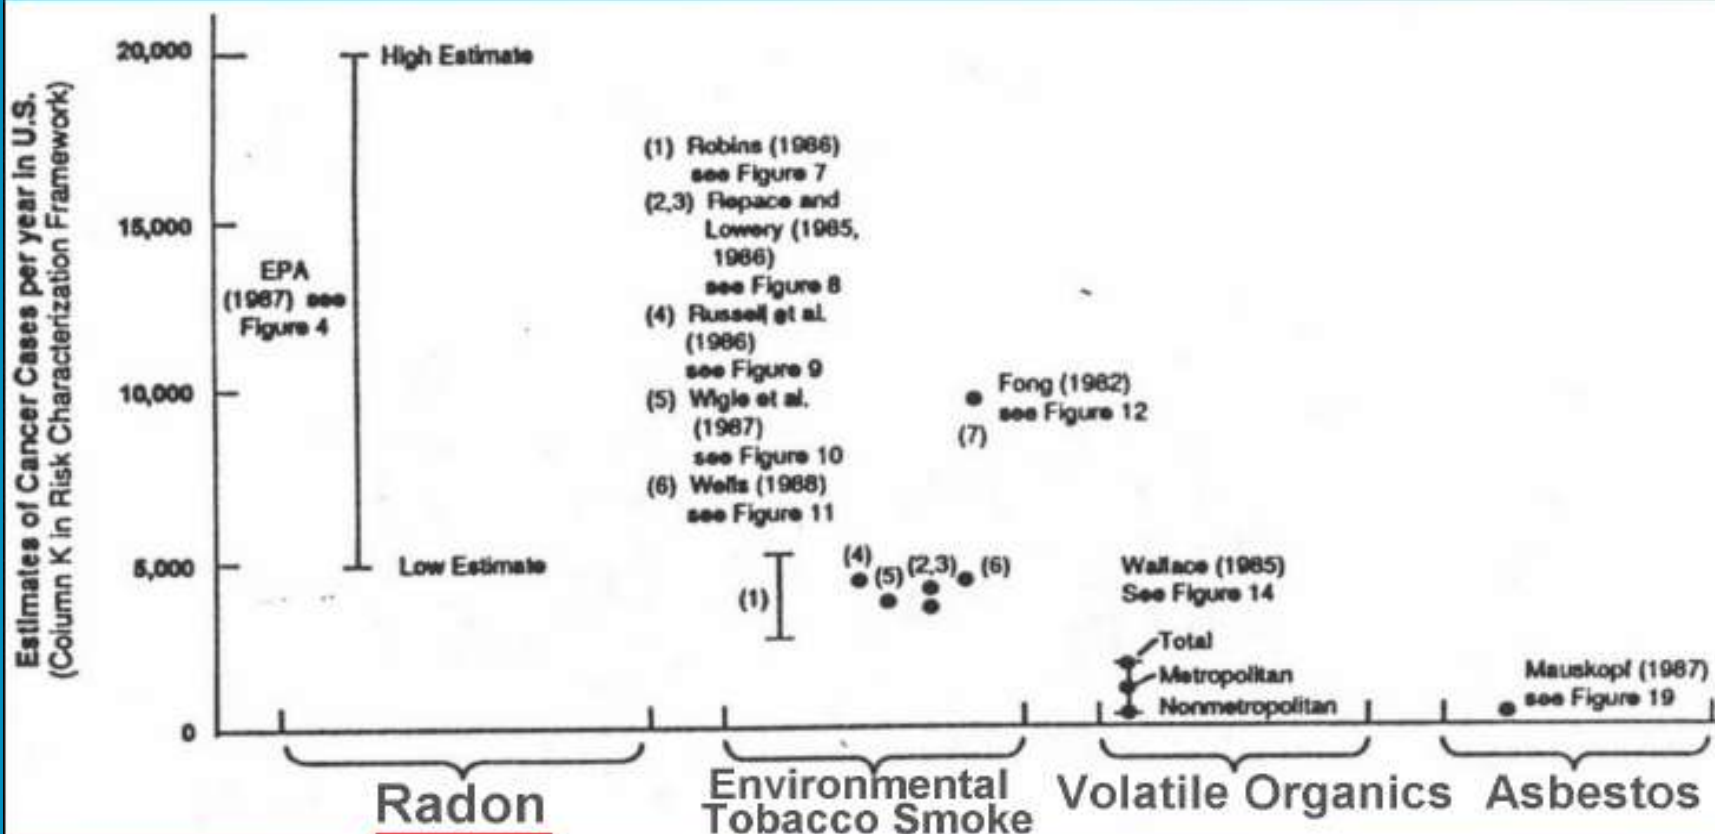 Estimates of Cancer Cases per year in U.S.
(Column K in Risk Characterization Framework)
20,000
15,000
10,000
5,000
0
High Estimate
EPA
(1987) see
Figure 4
Low Estimate
(1) Robins (1986)
see Figure 7
(2,3) Repace and
Lowery (1985,
1986)
see Figure 8
(4) Russell et al.
(1986)
see Figure 9
(5) Wigle et al.
(1987)
see Figure 10
(6) Wells (1988)
see Figure 11
(1)
(4)
(5)
(2,3)
(6)
Fong (1982)
see Figure 12
(7)
Wallace (1985)
See Figure 14
Total
Metropolitan
Nonmetropolitan
Mauskopf (1987)
see Figure 19
Radon
Environmental
Tobacco Smoke
Volatile Organics
Asbestos